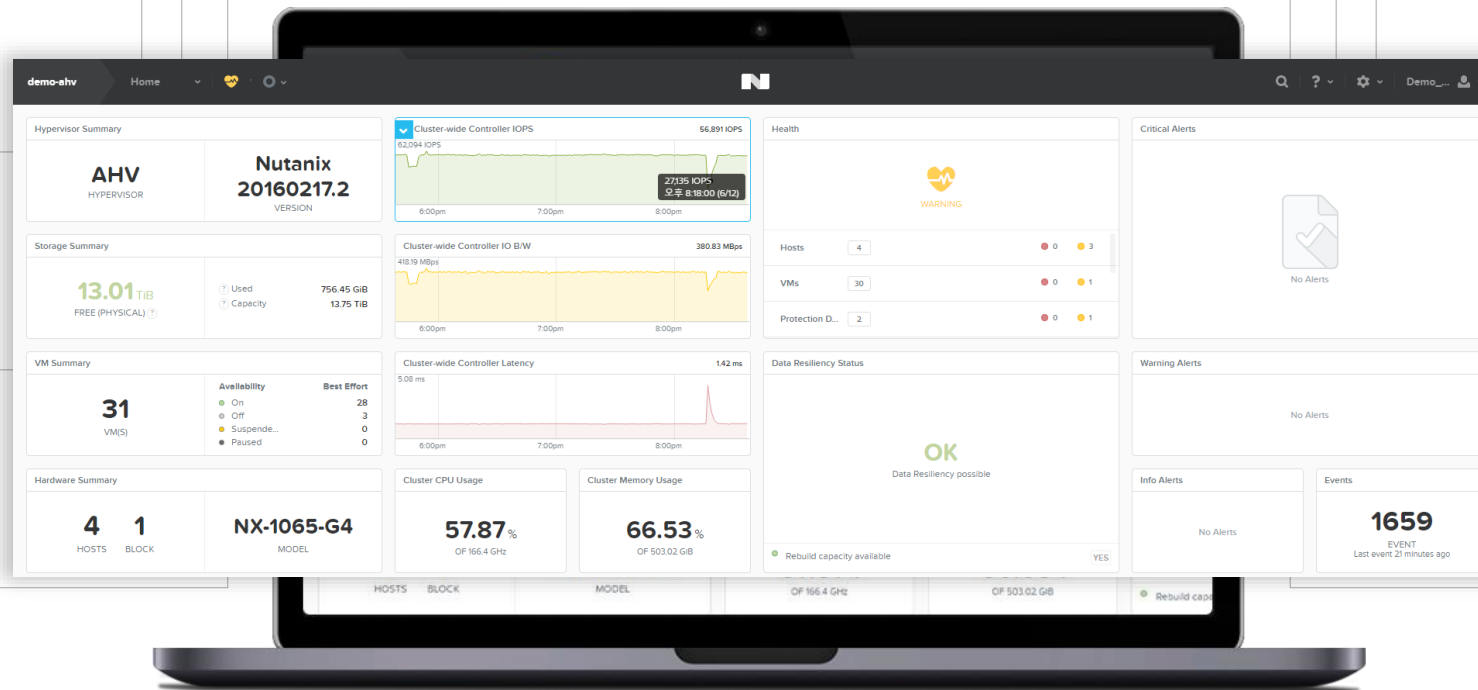 demo-ahv
Home
?
Demo_...
Hypervisor Summary
AHV
HYPERVISOR
Nutanix
20160217.2
VERSION
Cluster-wide Controller IOPS
56,891 IOPS
62,094 IOPS
27,135 IOPS
오후 8:18:00 (6/12)
6:00pm 7:00pm 8:00pm
Health
WARNING
Hosts 4 0 3
VMs 30 0 1
Protection D... 2 0 1
Critical Alerts
No Alerts
Storage Summary
13.01 TiB
FREE (PHYSICAL) ?
? Used 756.45 GiB
? Capacity 13.75 TiB
Cluster-wide Controller IO B/W
380.83 MBps
418.19 MBps
6:00pm 7:00pm 8:00pm
VM Summary
31
VM(S)
Availability Best Effort
On 28
Off 3
Suspende... 0
Paused 0
Cluster-wide Controller Latency
1.42 ms
5.08 ms
6:00pm 7:00pm 8:00pm
Data Resiliency Status
OK
Data Resiliency possible
Rebuild capacity available YES
Warning Alerts
No Alerts
Hardware Summary
4 1
HOSTS BLOCK
NX-1065-G4
MODEL
Cluster CPU Usage
57.87 %
OF 166.4 GHz
Cluster Memory Usage
66.53 %
OF 503.02 GiB
Info Alerts
No Alerts
Events
1659
EVENT
Last event 21 minutes ago
HOSTS BLOCK MODEL OF 166.4 GHz OF 503.02 GiB Rebuild capa